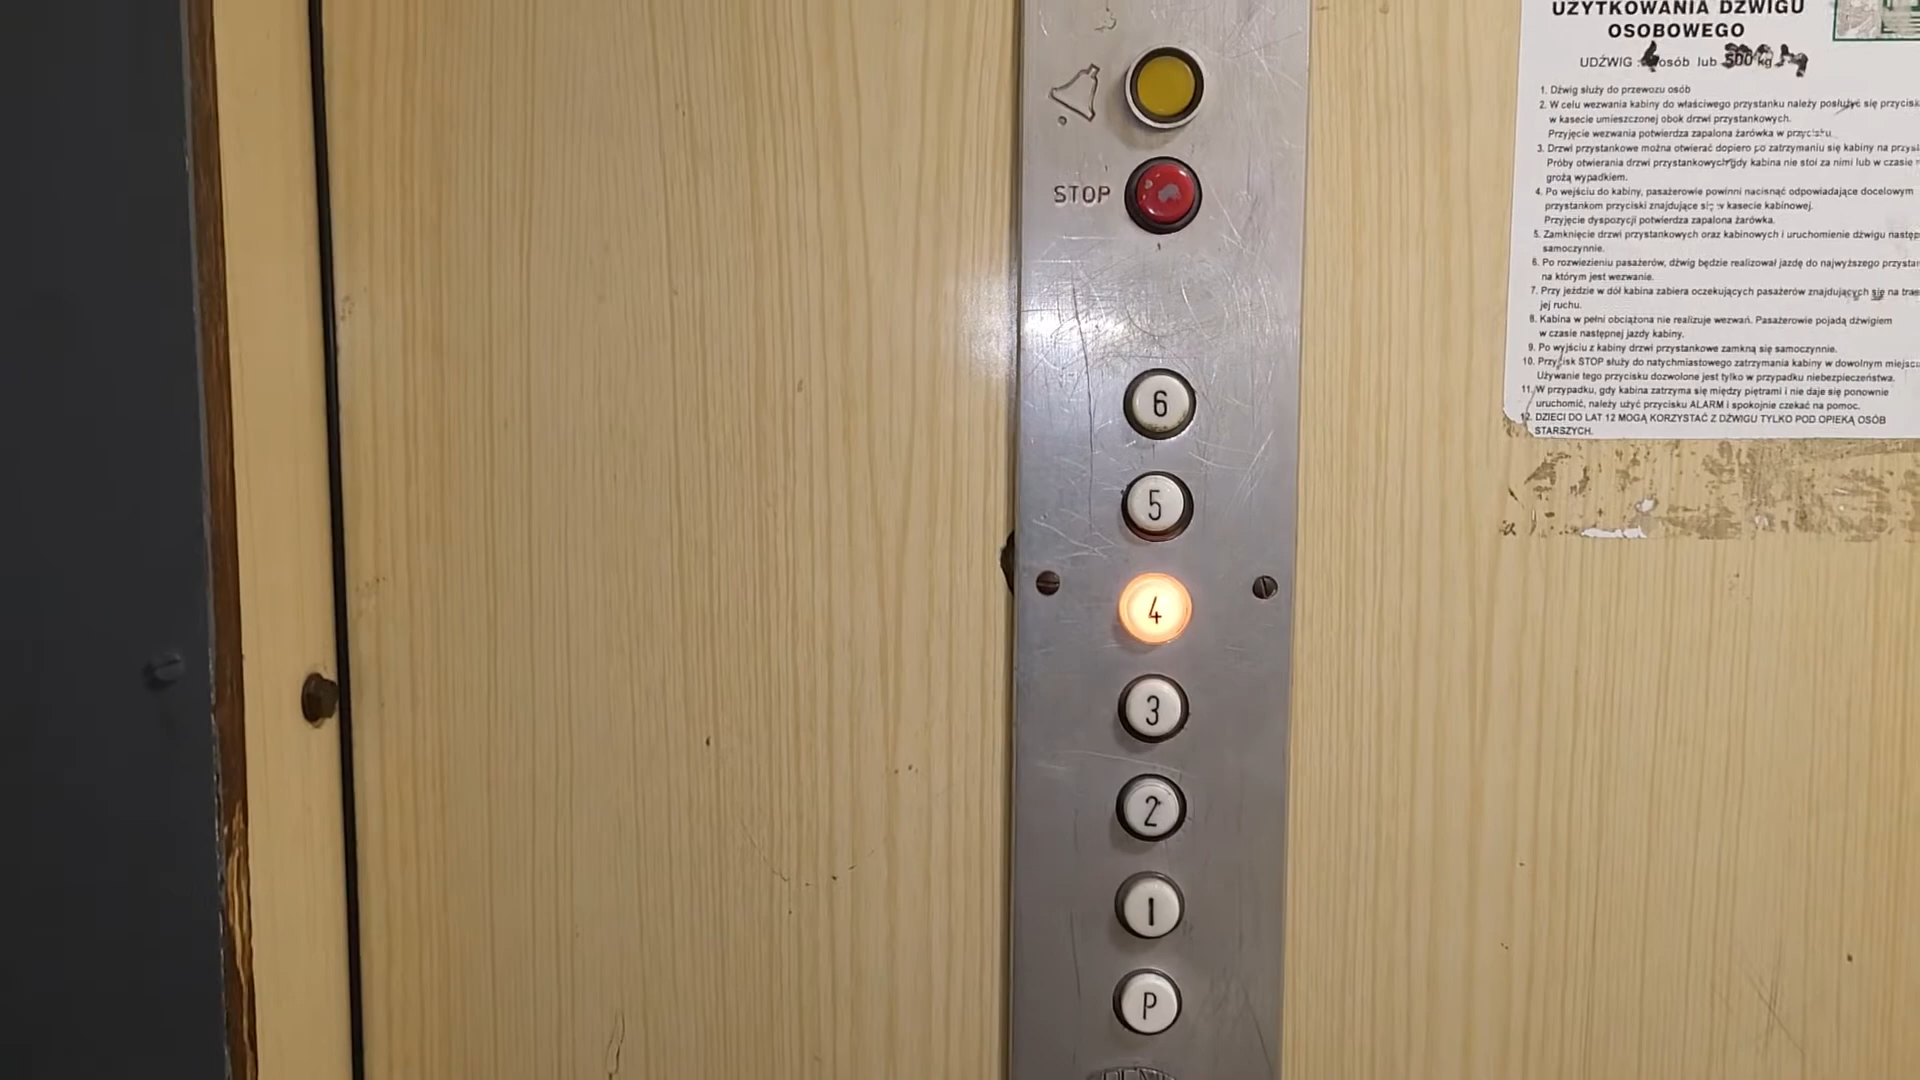 UŻYTKOWANIA DŹWIGU
OSOBOWEGO
UDŹWIG : osób lub 500 kg
1. Dźwig służy do przewozu osób
2. W celu wezwania kabiny do właściwego przystanku należy posłużyć się
w kasecie umieszczonej obok drzwi przystankowych.
Przyjęcie wezwania potwierdza zapalona żarówka w przycisku.
3. Drzwi przystankowe można otwierać dopiero po zatrzymaniu się kabiny na
Próby otwierania drzwi przystankowych gdy kabina nie stoi za nimi lub w czasie
grożą wypadkiem.
4. Po wejściu do kabiny, pasażerowie powinni nacisnąć odpowiadające docelowym
przystankom przyciski znajdujące się w kasecie kabinowej.
Przyjęcie dyspozycji potwierdza zapalona żarówka.
5. Zamknięcie drzwi przystankowych oraz kabinowych i uruchomienie dźwigu
samoczynnie.
6. Po rozwiezieniu pasażerów, dźwig będzie realizował jazdę do najwyższego
na którym jest wezwanie.
7. Przy jeździe w dół kabina zabiera oczekujących pasażerów znajdujących się na
jej ruchu.
8. Kabina w pełni obciążona nie realizuje wezwań. Pasażerowie pojadą dźwigiem
w czasie następnej jazdy kabiny.
9. Po wyjściu z kabiny drzwi przystankowe zamkną się samoczynnie.
10. Przycisk STOP służy do natychmiastowego zatrzymania kabiny w dowolnym
Używanie tego przycisku dozwolone jest tylko w przypadku niebezpieczeństwa.
11. W przypadku, gdy kabina zatrzyma się między piętrami i nie daje się ponownie
uruchomić, należy użyć przycisku ALARM i spokojnie czekać na pomoc.
12. DZIECI DO LAT 12 MOGĄ KORZYSTAĆ Z DŹWIGU TYLKO POD OPIEKĄ OSÓB
STARSZYCH.
STOP
6
5
4
3
2
1
P